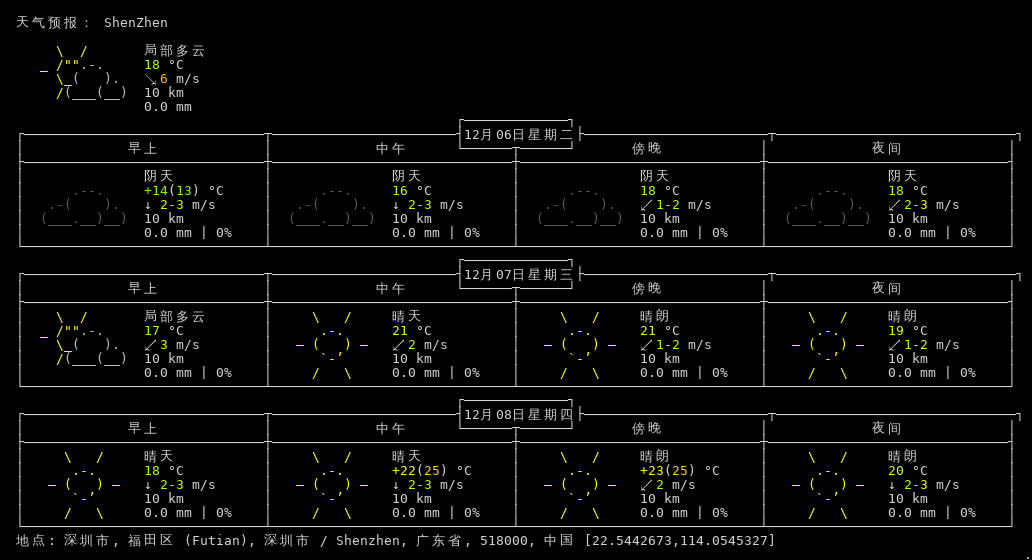 天气预报： ShenZhen
局部多云
18 °C
↘6 m/s
10 km
0.0 mm
12月06日星期二
早上 中午 傍晚 夜间
阴天 阴天 阴天 阴天
+14(13) °C 16 °C 18 °C 18 °C
↓ 2-3 m/s ↓ 2-3 m/s ↙1-2 m/s ↙2-3 m/s
10 km 10 km 10 km 10 km
0.0 mm | 0% 0.0 mm | 0% 0.0 mm | 0% 0.0 mm | 0%
12月07日星期三
早上 中午 傍晚 夜间
局部多云 晴天 晴朗 晴朗
17 °C 21 °C 21 °C 19 °C
↙3 m/s ↙2 m/s ↙1-2 m/s ↙1-2 m/s
10 km 10 km 10 km 10 km
0.0 mm | 0% 0.0 mm | 0% 0.0 mm | 0% 0.0 mm | 0%
12月08日星期四
早上 中午 傍晚 夜间
晴天 晴天 晴朗 晴朗
18 °C +22(25) °C +23(25) °C 20 °C
↓ 2-3 m/s ↓ 2-3 m/s ↙2 m/s ↓ 2-3 m/s
10 km 10 km 10 km 10 km
0.0 mm | 0% 0.0 mm | 0% 0.0 mm | 0% 0.0 mm | 0%
地点: 深圳市, 福田区 (Futian), 深圳市 / Shenzhen, 广东省, 518000, 中国 [22.5442673,114.0545327]